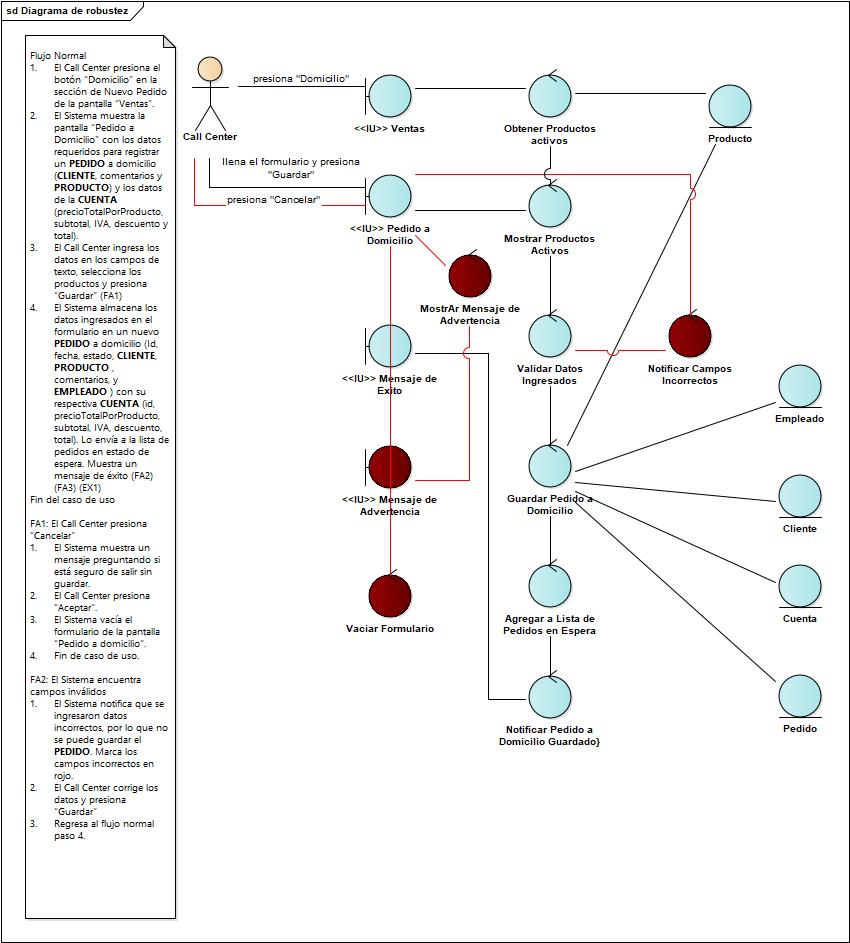 sd Diagrama de robustez
Flujo Normal
1. El Call Center presiona el
botón "Domicilio" en la
sección de Nuevo Pedido
de la pantalla "Ventas".
2. El Sistema muestra la
pantalla "Pedido a
Domicilio" con los datos
requeridos para registrar
un PEDIDO a domicilio
(CLIENTE, comentarios y
PRODUCTO) y los datos
de la CUENTA
(precioTotalPorProducto,
subtotal, IVA, descuento y
total).
3. El Call Center ingresa los
datos en los campos de
texto, selecciona los
productos y presiona
"Guardar" (FA1)
4. El Sistema almacena los
datos ingresados en el
formulario en un nuevo
PEDIDO a domicilio (Id,
fecha, estado, CLIENTE,
PRODUCTO ,
comentarios, y
EMPLEADO ) con su
respectiva CUENTA (id,
precioTotalPorProducto,
subtotal, IVA, descuento,
total). Lo envía a la lista de
pedidos en estado de
espera. Muestra un
mensaje de éxito (FA2)
(FA3) (EX1)
Fin del caso de uso
FA1: El Call Center presiona
"Cancelar"
1. El Sistema muestra un
mensaje preguntando si
está seguro de salir sin
guardar.
2. El Call Center presiona
"Aceptar".
3. El Sistema vacía el
formulario de la pantalla
"Pedido a domicilio".
4. Fin de caso de uso.
FA2: El Sistema encuentra
campos inválidos
1. El Sistema notifica que se
ingresaron datos
incorrectos, por lo que no
se puede guardar el
PEDIDO. Marca los
campos incorrectos en
rojo.
2. El Call Center corrige los
datos y presiona
"Guardar"
3. Regresa al flujo normal
paso 4.
Call Center
presiona "Domicilio"
<<IU>> Ventas
Obtener Productos
activos
Producto
llena el formulario y presiona
"Guardar"
presiona "Cancelar"
<<IU>> Pedido a
Domicilio
Mostrar Productos
Activos
MostrAr Mensaje de
Advertencia
<<IU>> Mensaje de
Exito
Validar Datos
Ingresados
Notificar Campos
Incorrectos
Empleado
<<IU>> Mensaje de
Advertencia
Guardar Pedido a
Domicilio
Cliente
Vaciar Formulario
Agregar a Lista de
Pedidos en Espera
Cuenta
Notificar Pedido a
Domicilio Guardado}
Pedido